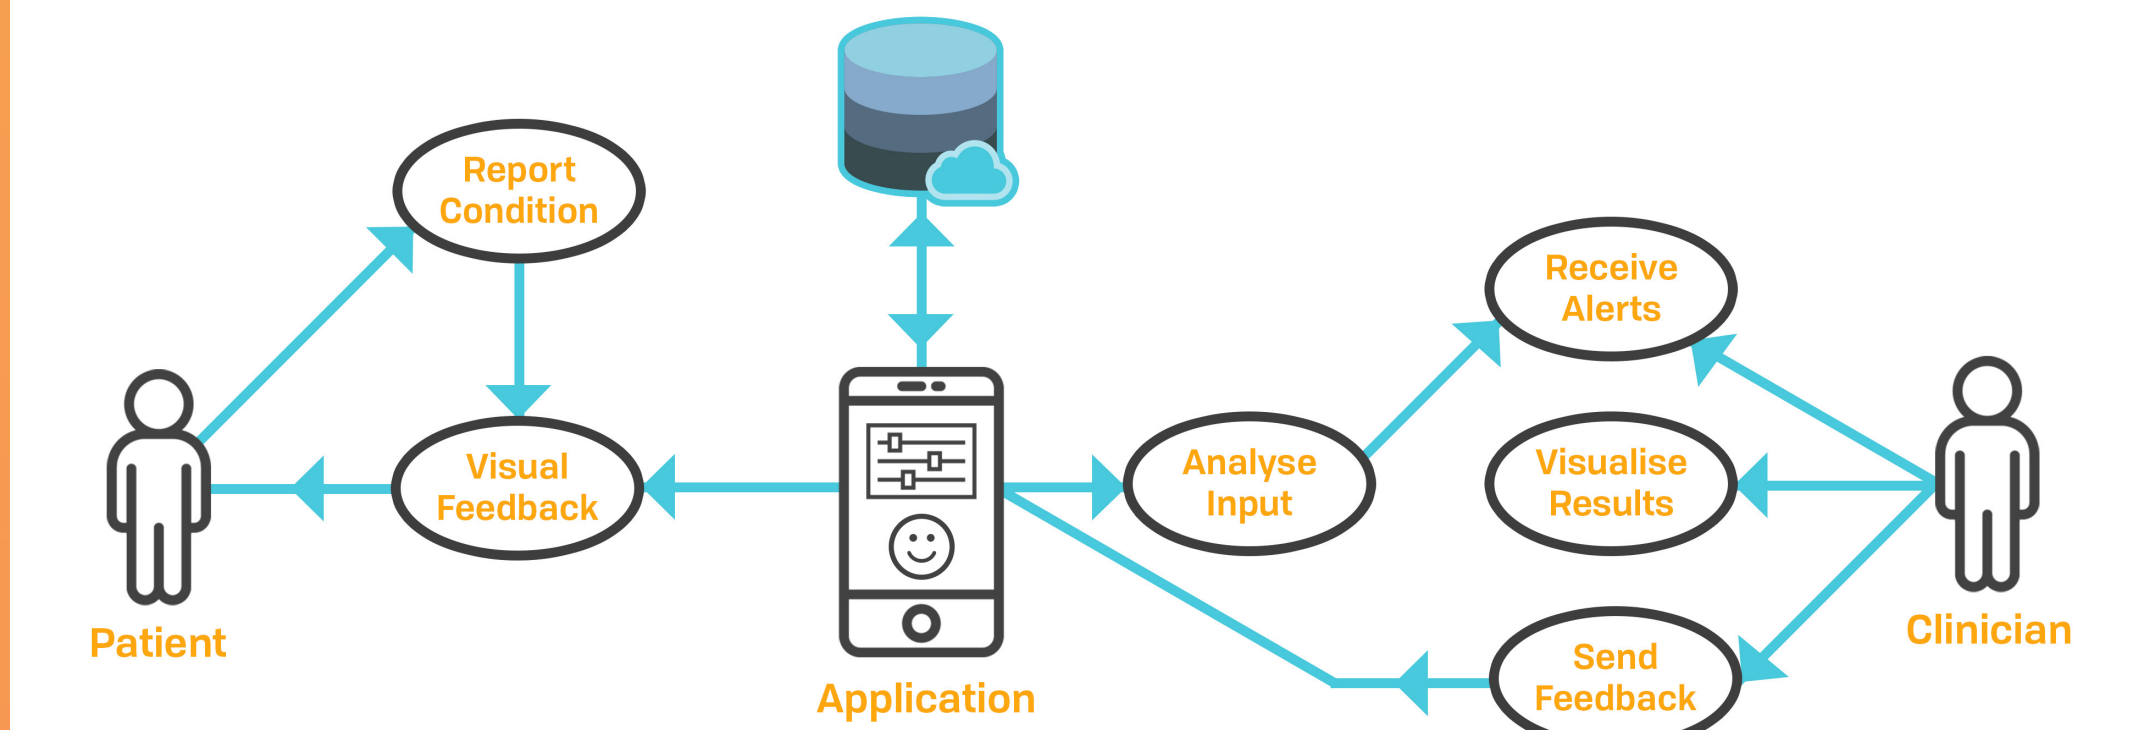 Report
Condition
Visual
Feedback
Patient
Application
Analyse
Input
Receive
Alerts
Visualise
Results
Send
Feedback
Clinician